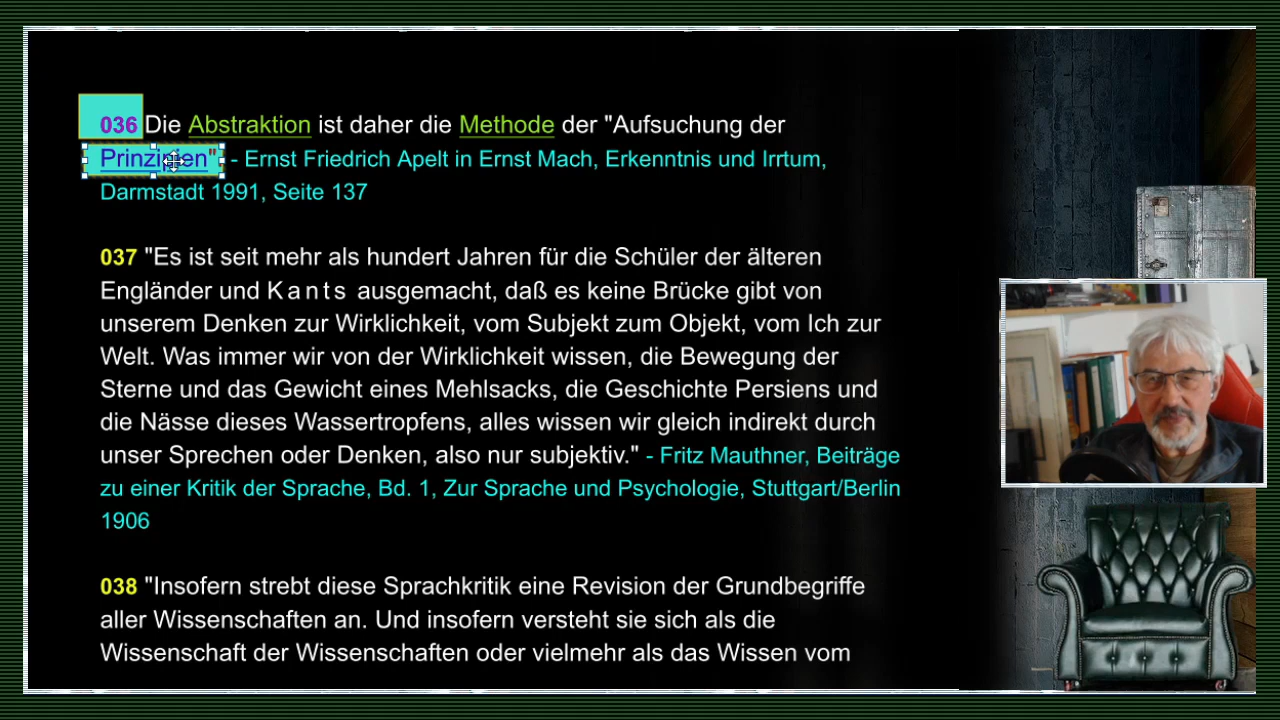 036 Die Abstraktion ist daher die Methode der "Aufsuchung der
Prinzipien" - Ernst Friedrich Apelt in Ernst Mach, Erkenntnis und Irrtum,
Darmstadt 1991, Seite 137
037 "Es ist seit mehr als hundert Jahren für die Schüler der älteren
Engländer und Kants ausgemacht, daß es keine Brücke gibt von
unserem Denken zur Wirklichkeit, vom Subjekt zum Objekt, vom Ich zur
Welt. Was immer wir von der Wirklichkeit wissen, die Bewegung der
Sterne und das Gewicht eines Mehlsacks, die Geschichte Persiens und
die Nässe dieses Wassertropfens, alles wissen wir gleich indirekt durch
unser Sprechen oder Denken, also nur subjektiv." - Fritz Mauthner, Beiträge
zu einer Kritik der Sprache, Bd. 1, Zur Sprache und Psychologie, Stuttgart/Berlin
1906
038 "Insofern strebt diese Sprachkritik eine Revision der Grundbegriffe
aller Wissenschaften an. Und insofern versteht sie sich als die
Wissenschaft der Wissenschaften oder vielmehr als das Wissen vom